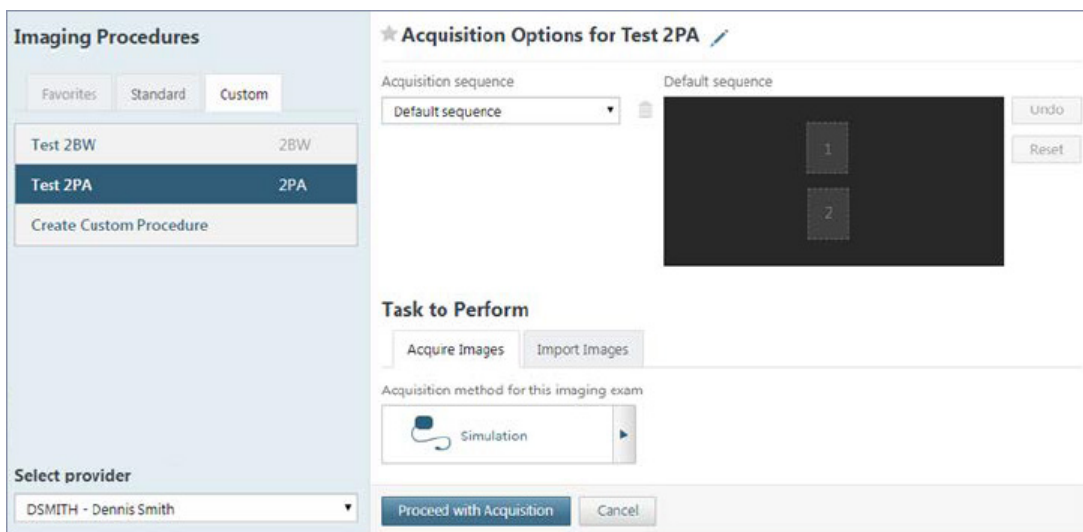 Imaging Procedures
Favorites Standard Custom
Test 2BW 2BW
Test 2PA 2PA
Create Custom Procedure
Select provider
DSMITH - Dennis Smith
Acquisition Options for Test 2PA
Acquisition sequence
Default sequence
Default sequence
1
2
Undo
Reset
Task to Perform
Acquire Images Import Images
Acquisition method for this imaging exam
Simulation
Proceed with Acquisition Cancel